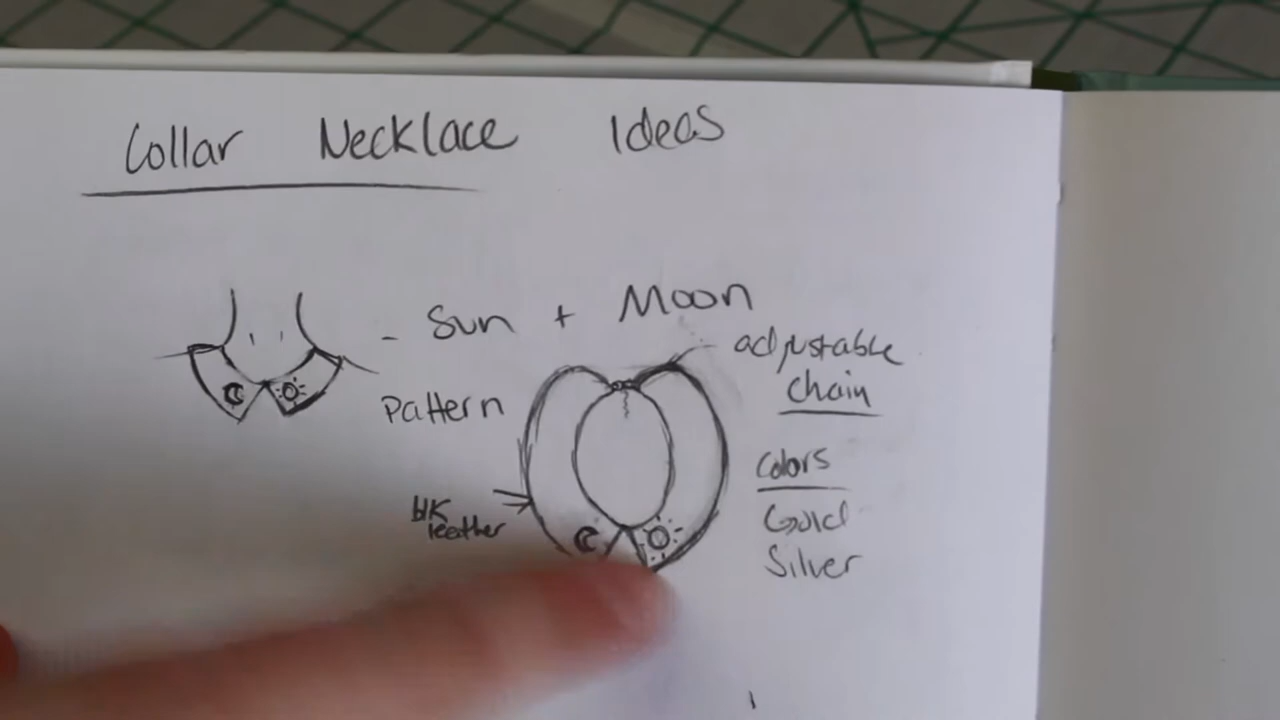 Collar Necklace Ideas
- Sun + Moon
Pattern
adjustable
chain
Colors
Gold
Silver
blk
leather